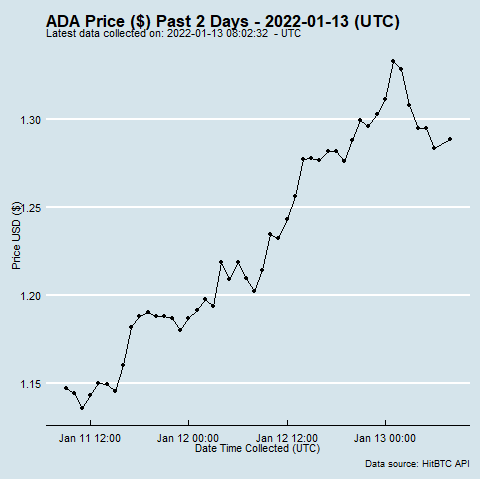 ADA Price ($) Past 2 Days - 2022-01-13 (UTC)
Latest data collected on: 2022-01-13 08:02:32  - UTC
Price USD ($)
1.30
1.25
1.20
1.15
Jan 11 12:00
Jan 12 00:00
Jan 12 12:00
Jan 13 00:00
Date Time Collected (UTC)
Data source: HitBTC API